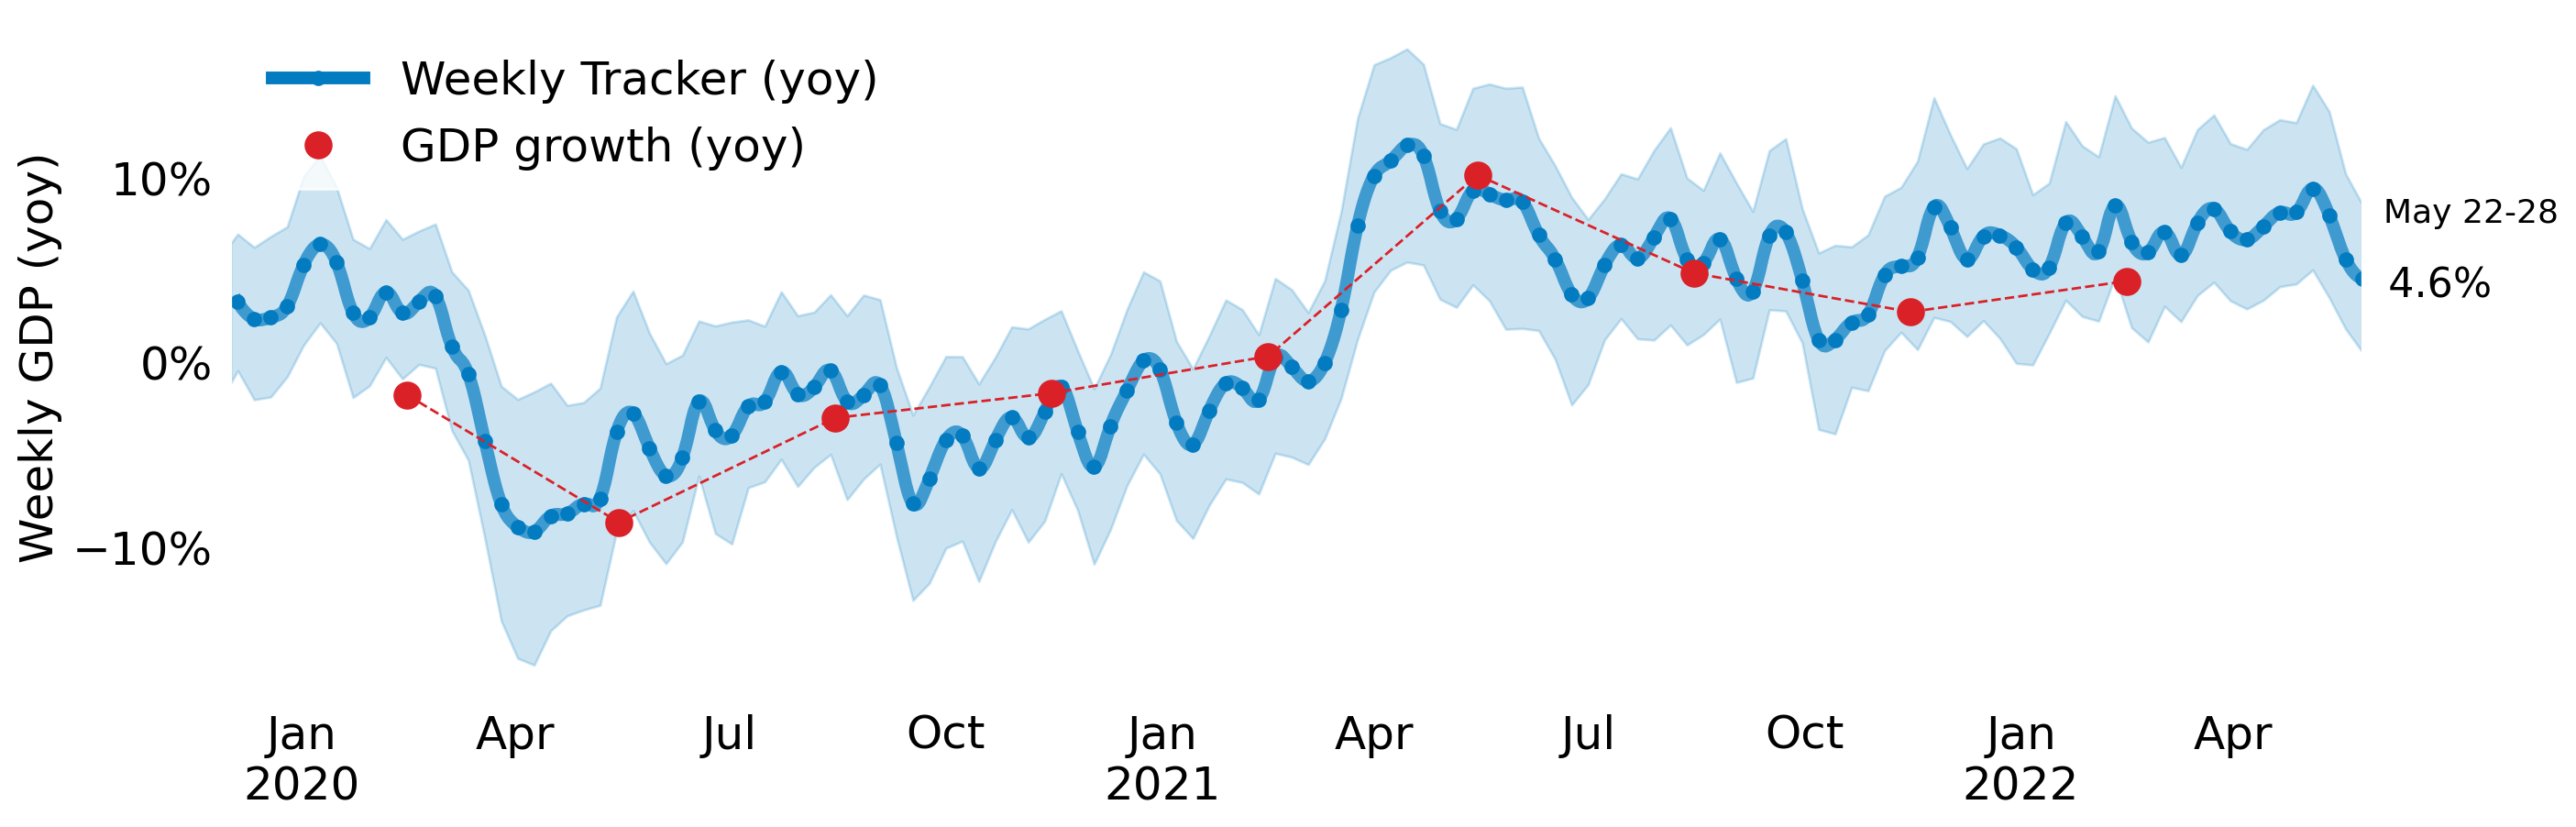 Weekly Tracker (yoy)
GDP growth (yoy)
Weekly GDP (yoy)
10%
0%
−10%
May 22-28
4.6%
Jan Apr Jul Oct Jan Apr Jul Oct Jan Apr
2020 2021 2022